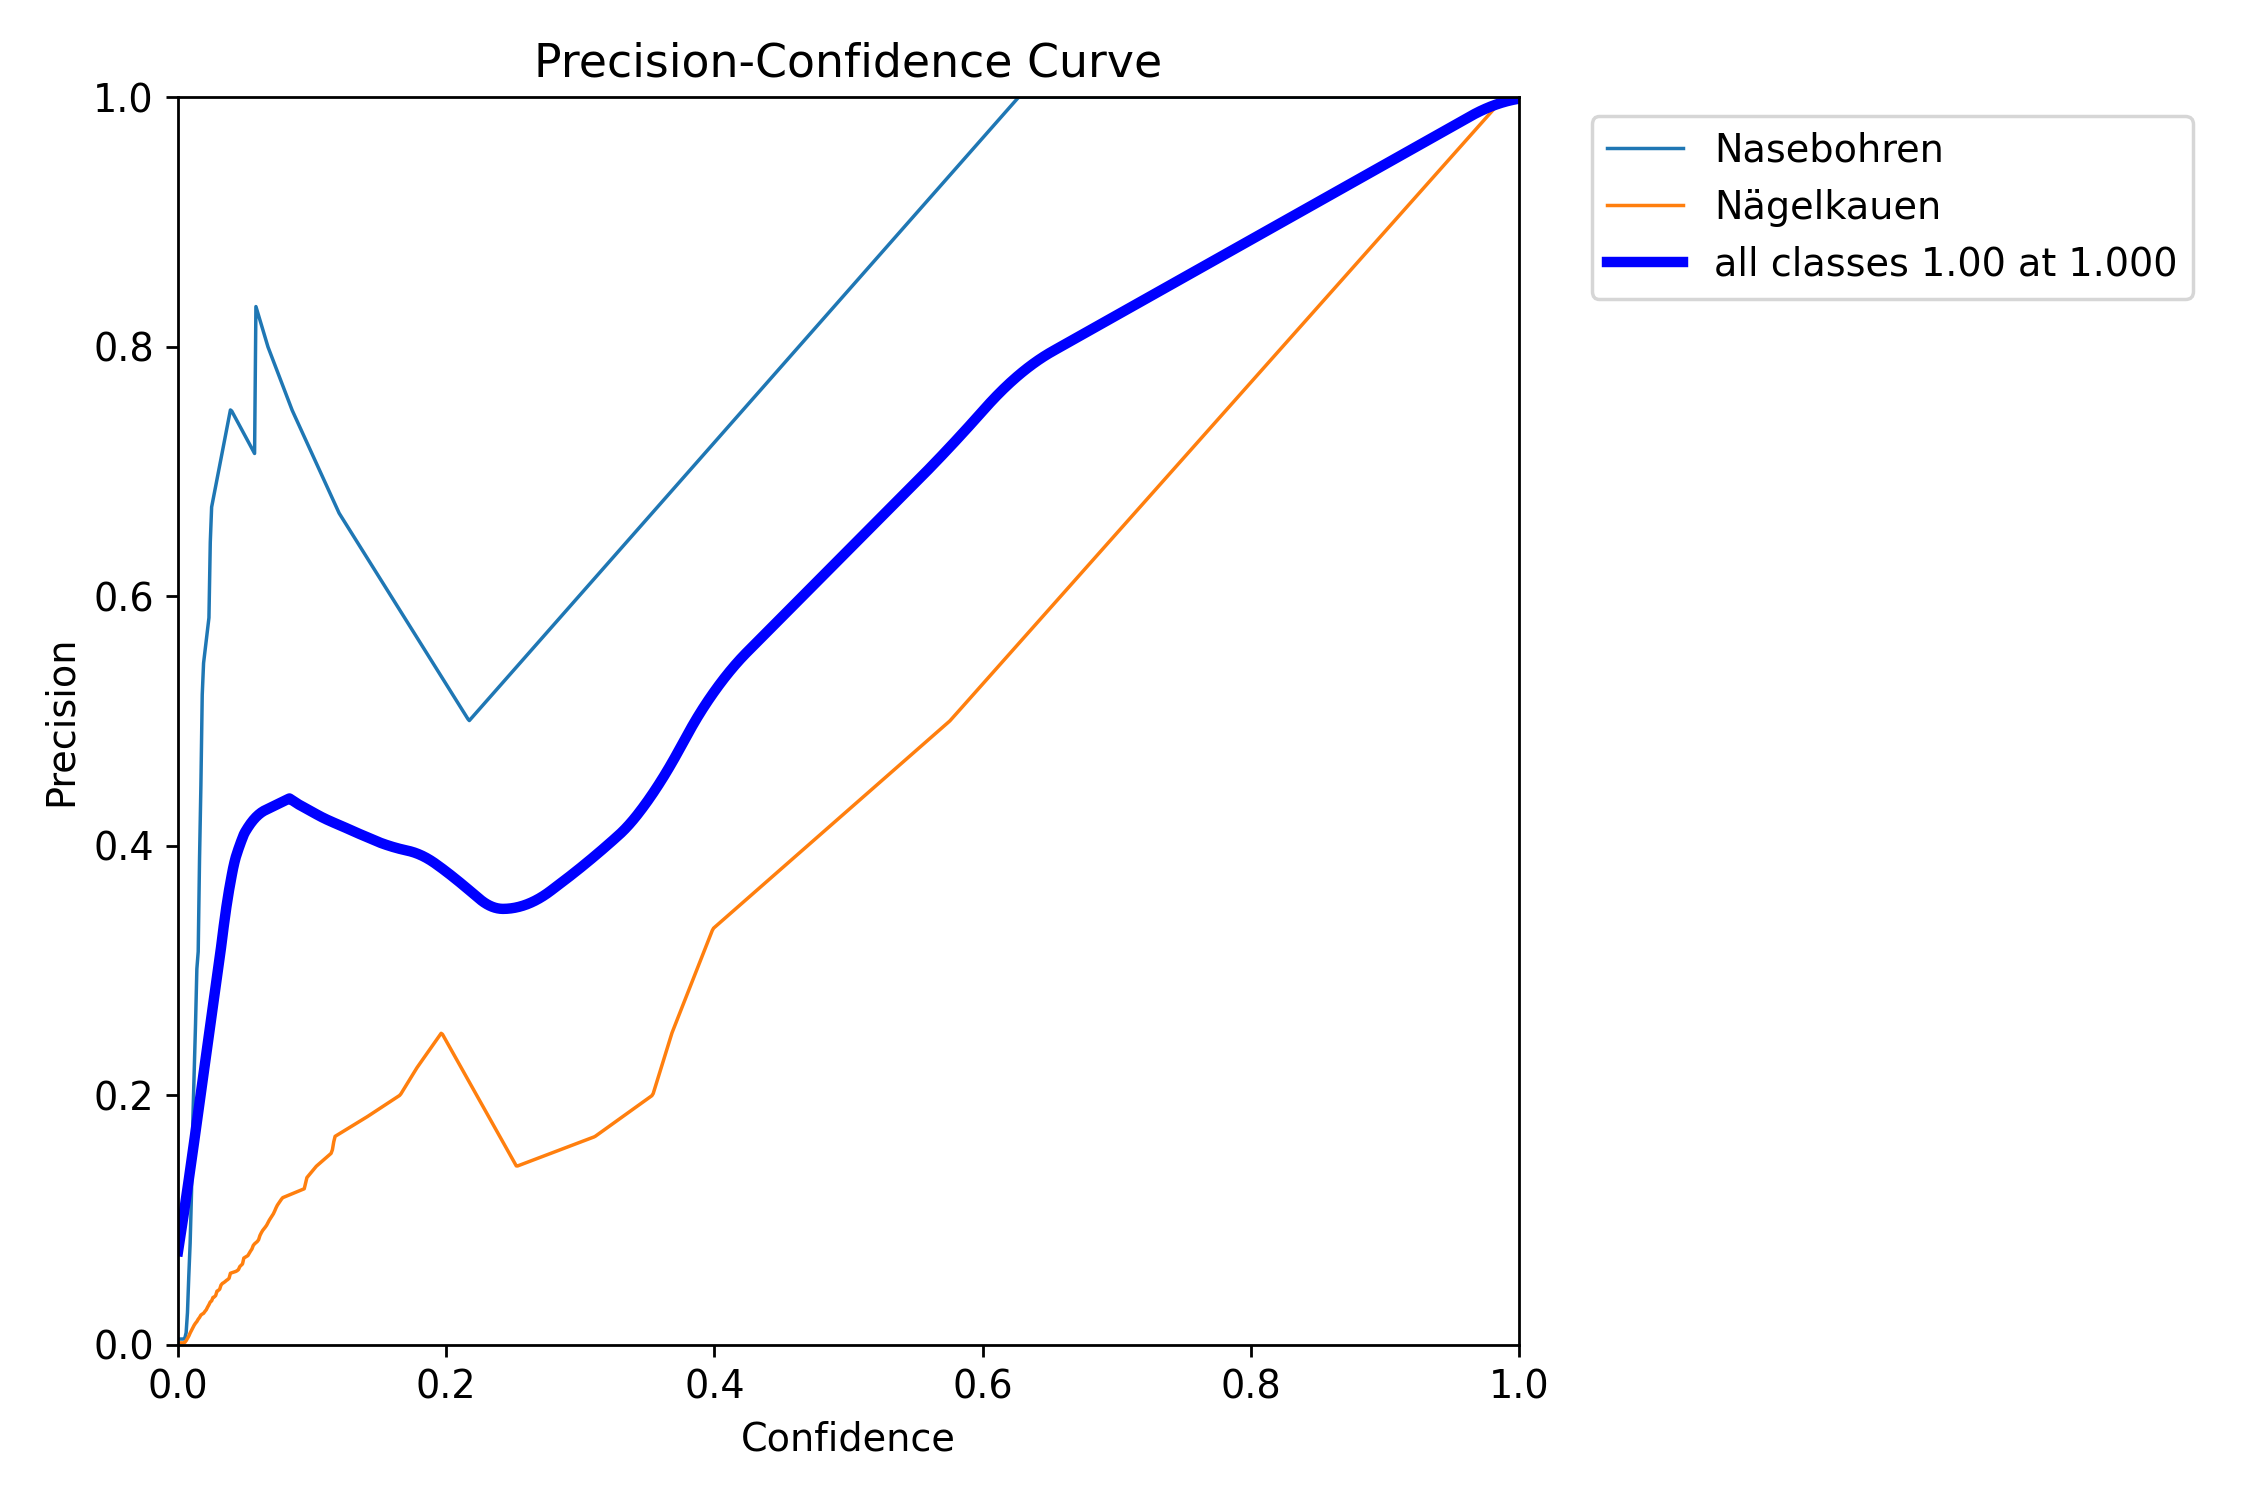 Precision-Confidence Curve
Nasebohren
Nägelkauen
all classes 1.00 at 1.000
Precision
1.0
0.8
0.6
0.4
0.2
0.0
0.0 0.2 0.4 0.6 0.8 1.0
Confidence